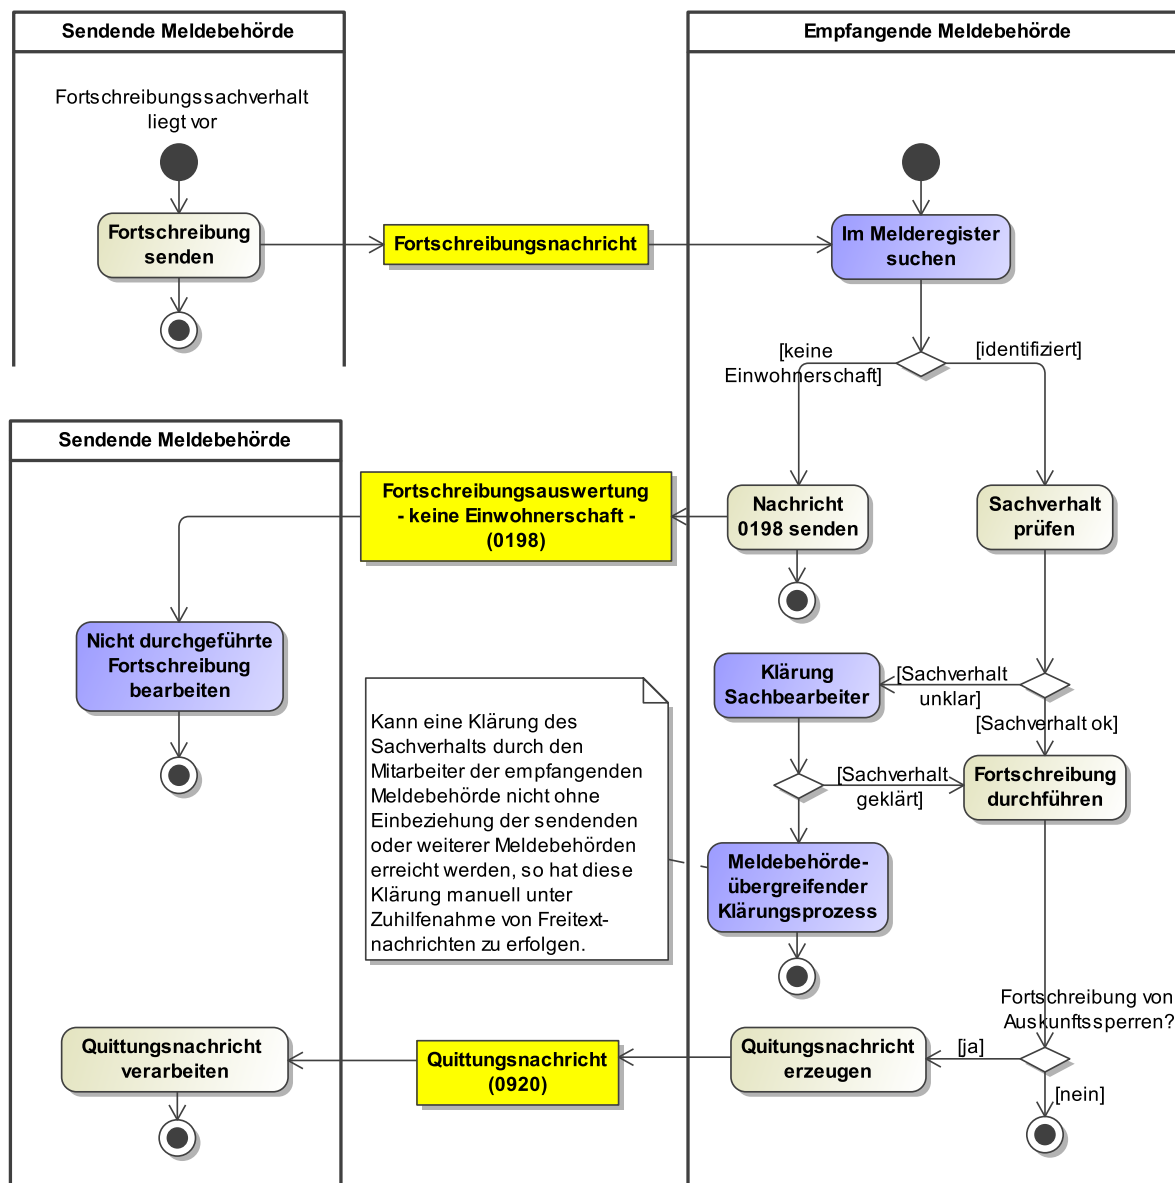 Sendende Meldebehörde
Empfangende Meldebehörde
Fortschreibungssachverhalt
liegt vor
Fortschreibung
senden
Fortschreibungsnachricht
Im Melderegister
suchen
[keine
Einwohnerschaft]
[identifiziert]
Sendende Meldebehörde
Fortschreibungsauswertung
- keine Einwohnerschaft -
(0198)
Nachricht
0198 senden
Sachverhalt
prüfen
Nicht durchgeführte
Fortschreibung
bearbeiten
Klärung
Sachbearbeiter
[Sachverhalt
unklar]
[Sachverhalt ok]
Kann eine Klärung des
Sachverhalts durch den
Mitarbeiter der empfangenden
Meldebehörde nicht ohne
Einbeziehung der sendenden
oder weiterer Meldebehörden
erreicht werden, so hat diese
Klärung manuell unter
Zuhilfenahme von Freitext-
nachrichten zu erfolgen.
[Sachverhalt
geklärt]
Fortschreibung
durchführen
Meldebehörde-
übergreifender
Klärungsprozess
Fortschreibung von
Auskunftssperren?
Quittungsnachricht
verarbeiten
Quittungsnachricht
(0920)
Quitungsnachricht
erzeugen
[ja]
[nein]